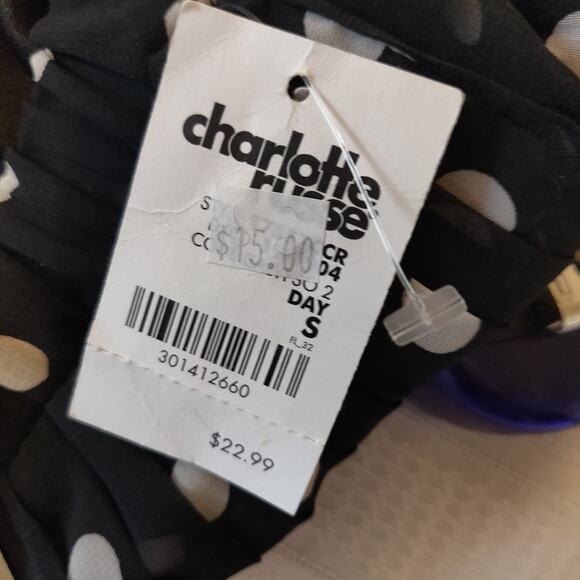 charlotte
russe
$15.00
CR
04
SO 2
DAY
S
FL_32
301412660
$22.99